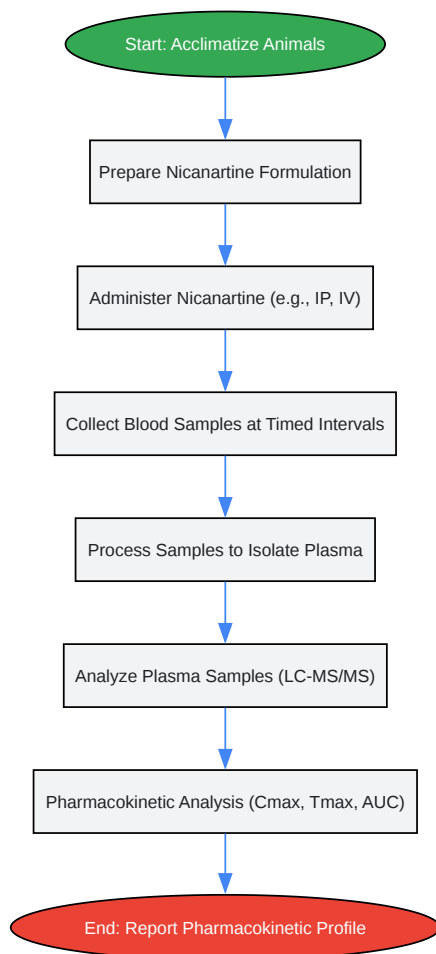 Start: Acclimatize Animals
Prepare Nicanartine Formulation
Administer Nicanartine (e.g., IP, IV)
Collect Blood Samples at Timed Intervals
Process Samples to Isolate Plasma
Analyze Plasma Samples (LC-MS/MS)
Pharmacokinetic Analysis (Cmax, Tmax, AUC)
End: Report Pharmacokinetic Profile